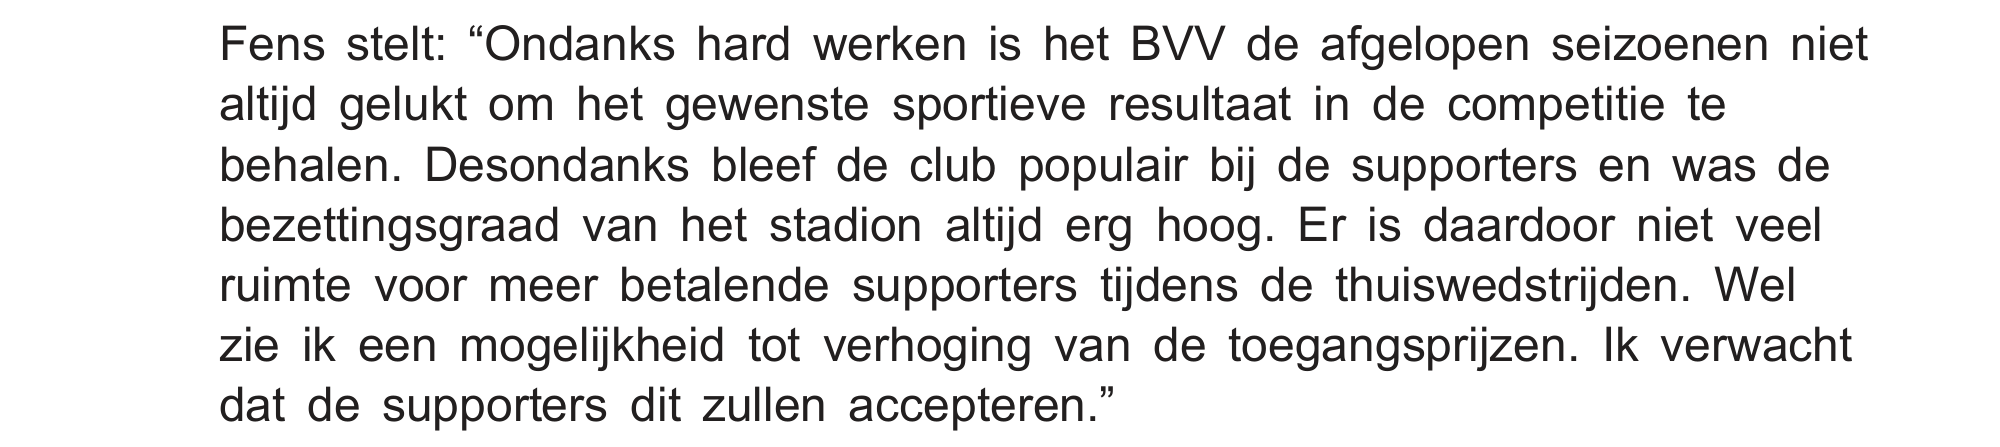 Fens stelt: “Ondanks hard werken is het BVV de afgelopen seizoenen niet
altijd gelukt om het gewenste sportieve resultaat in de competitie te
behalen. Desondanks bleef de club populair bij de supporters en was de
bezettingsgraad van het stadion altijd erg hoog. Er is daardoor niet veel
ruimte voor meer betalende supporters tijdens de thuiswedstrijden. Wel
zie ik een mogelijkheid tot verhoging van de toegangsprijzen. Ik verwacht
dat de supporters dit zullen accepteren.”